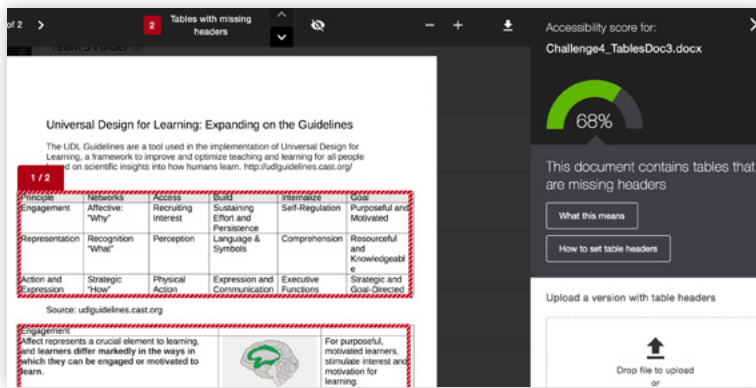 of 2
2
Tables with missing
headers
Accessibility score for:
Challenge4_TablesDoc3.docx
68%
This document contains tables that
are missing headers
What this means
How to set table headers
Upload a version with table headers
Drop file to upload
or
Team 5 Folder
Universal Design for Learning: Expanding on the Guidelines
The UDL Guidelines are a tool used in the implementation of Universal Design for
Learning, a framework to improve and optimize teaching and learning for all people
on scientific insights into how humans learn. http://udlguidelines.cast.org/
1 / 2
Principle Networks Access Build Internalize Goal
Engagement Affective: "Why" Recruiting Interest Sustaining Effort and Persistence Self-Regulation Purposeful and Motivated
Representation Recognition "What" Perception Language & Symbols Comprehension Resourceful and Knowledgeable
Action and Expression Strategic "How" Physical Action Expression and Communication Executive Functions Strategic and Goal-Directed
Source: udlguidelines.cast.org
Engagement
Affect represents a crucial element to learning,
and learners differ markedly in the ways in
which they can be engaged or motivated to
learn.
For purposeful,
motivated learners,
stimulate interest and
motivation for
learning.